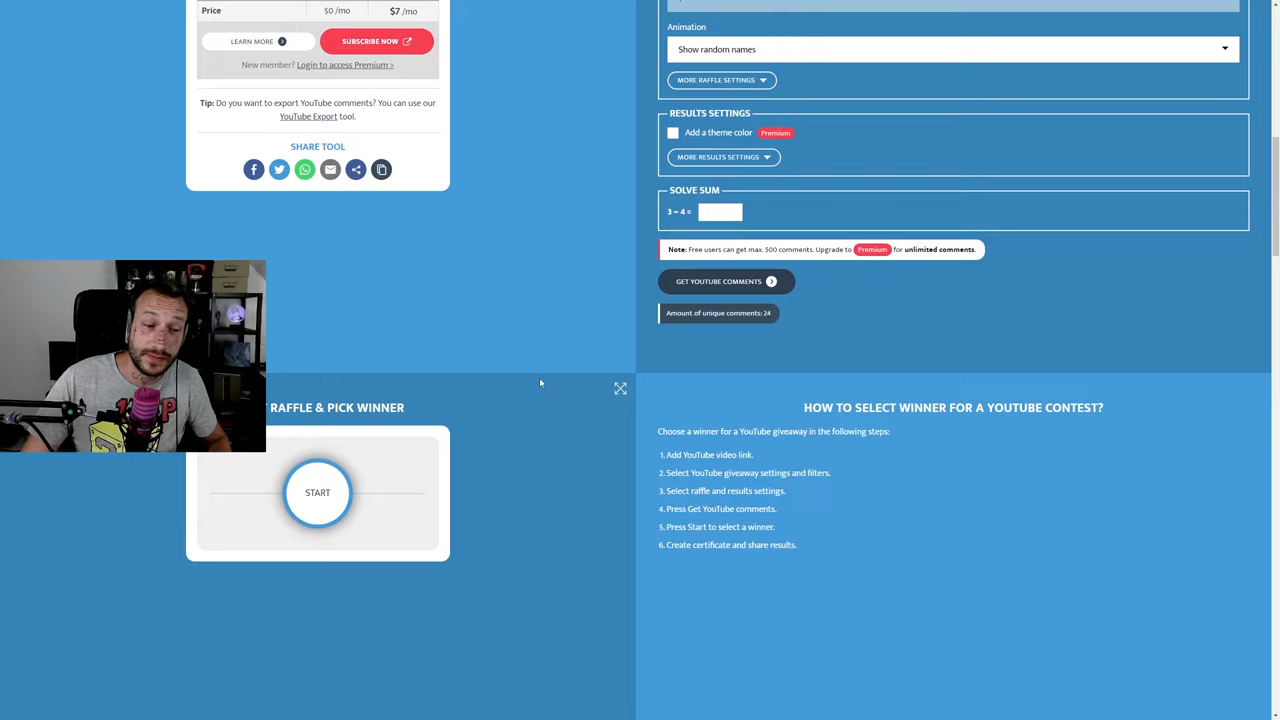 Price $0 /mo $7 /mo
LEARN MORE SUBSCRIBE NOW
New member? Login to access Premium >
Tip: Do you want to export YouTube comments? You can use our
YouTube Export tool.
SHARE TOOL
Animation
Show random names
MORE RAFFLE SETTINGS
RESULTS SETTINGS
Add a theme color Premium
MORE RESULTS SETTINGS
SOLVE SUM
3 − 4 =
Note: Free users can get max. 500 comments. Upgrade to Premium for unlimited comments.
GET YOUTUBE COMMENTS
Amount of unique comments: 24
RAFFLE & PICK WINNER
START
HOW TO SELECT WINNER FOR A YOUTUBE CONTEST?
Choose a winner for a YouTube giveaway in the following steps:
1. Add YouTube video link.
2. Select YouTube giveaway settings and filters.
3. Select raffle and results settings.
4. Press Get YouTube comments.
5. Press Start to select a winner.
6. Create certificate and share results.